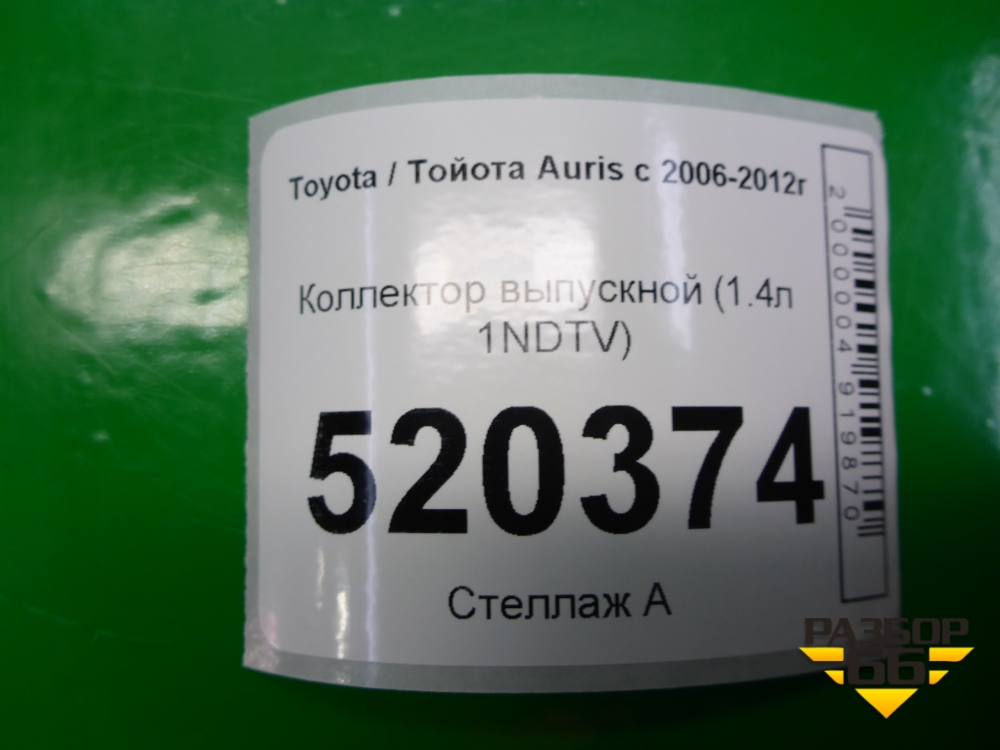 Toyota / Тойота Auris с 2006-2012г
Коллектор выпускной (1.4л
1NDTV)
520374
Стеллаж А
2000004919870
РАЗБОР
66